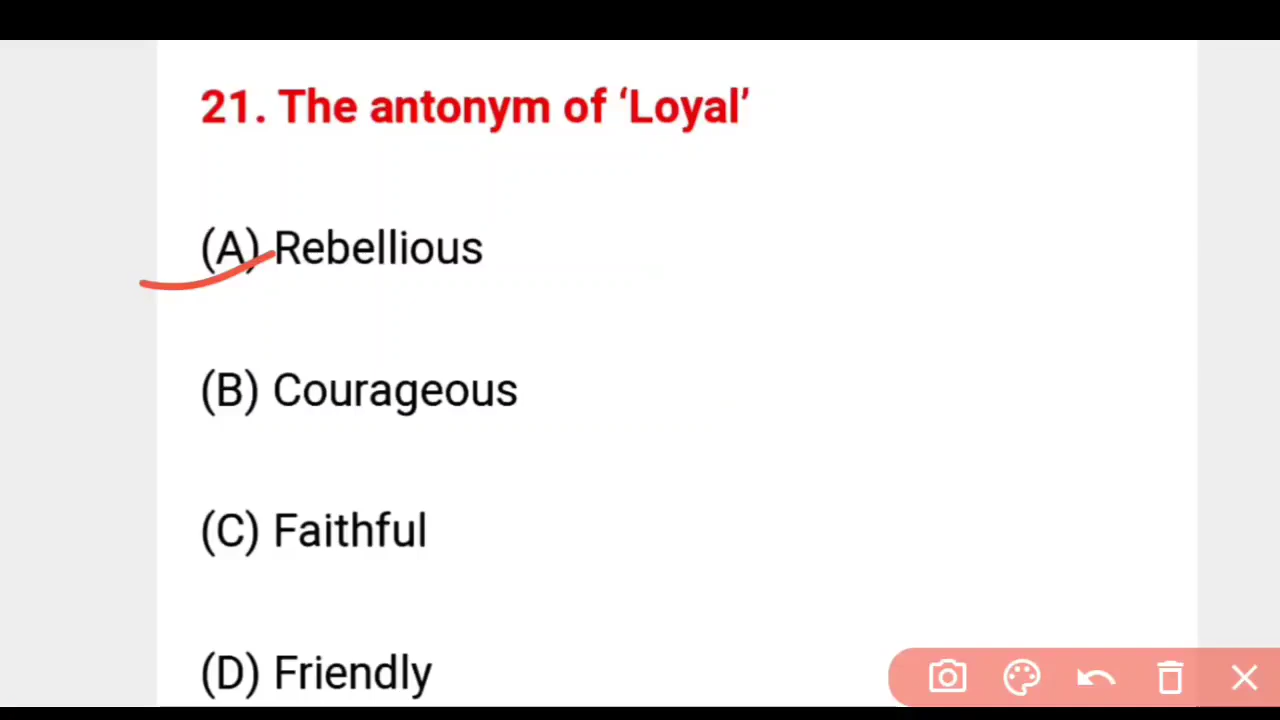 21. The antonym of ‘Loyal’
(A) Rebellious
(B) Courageous
(C) Faithful
(D) Friendly